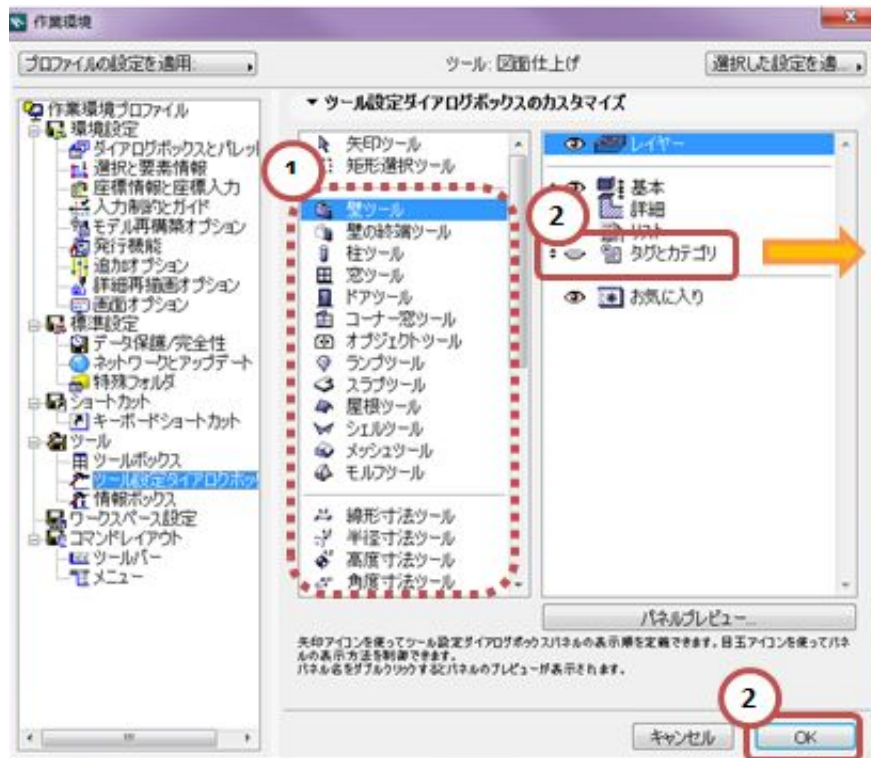 作業環境
プロファイルの設定を適用:
ツール: 図面仕上げ
選択した設定を適...
作業環境プロファイル
環境設定
ダイアログボックスとパレット
選択と要素情報
座標情報と座標入力
入力制約とガイド
モデル再構築オプション
発行機能
追加オプション
詳細再描画オプション
画面オプション
標準設定
データ保護/完全性
ネットワークとアップデート
特殊フォルダ
ショートカット
キーボードショートカット
ツール
ツールボックス
ツール設定ダイアログボッ
情報ボックス
ワークスペース設定
コマンドレイアウト
ツールバー
メニュー
ツール設定ダイアログボックスのカスタマイズ
1
矢印ツール
矩形選択ツール
壁ツール
壁の終端ツール
柱ツール
窓ツール
ドアツール
コーナー窓ツール
オブジェクトツール
ランプツール
スラブツール
屋根ツール
シェルツール
メッシュツール
モルフツール
線形寸法ツール
半径寸法ツール
高度寸法ツール
角度寸法ツール
レイヤー
2
基本
詳細
リスト
タグとカテゴリ
お気に入り
パネルプレビュー...
矢印アイコンを使ってツール設定ダイアログボックスパネルの表示順を定義できます。目玉アイコンを使ってパネ
ルの表示方法を制御できます。
パネル名をダブルクリックするとパネルのプレビューが表示されます。
2
キャンセル
OK